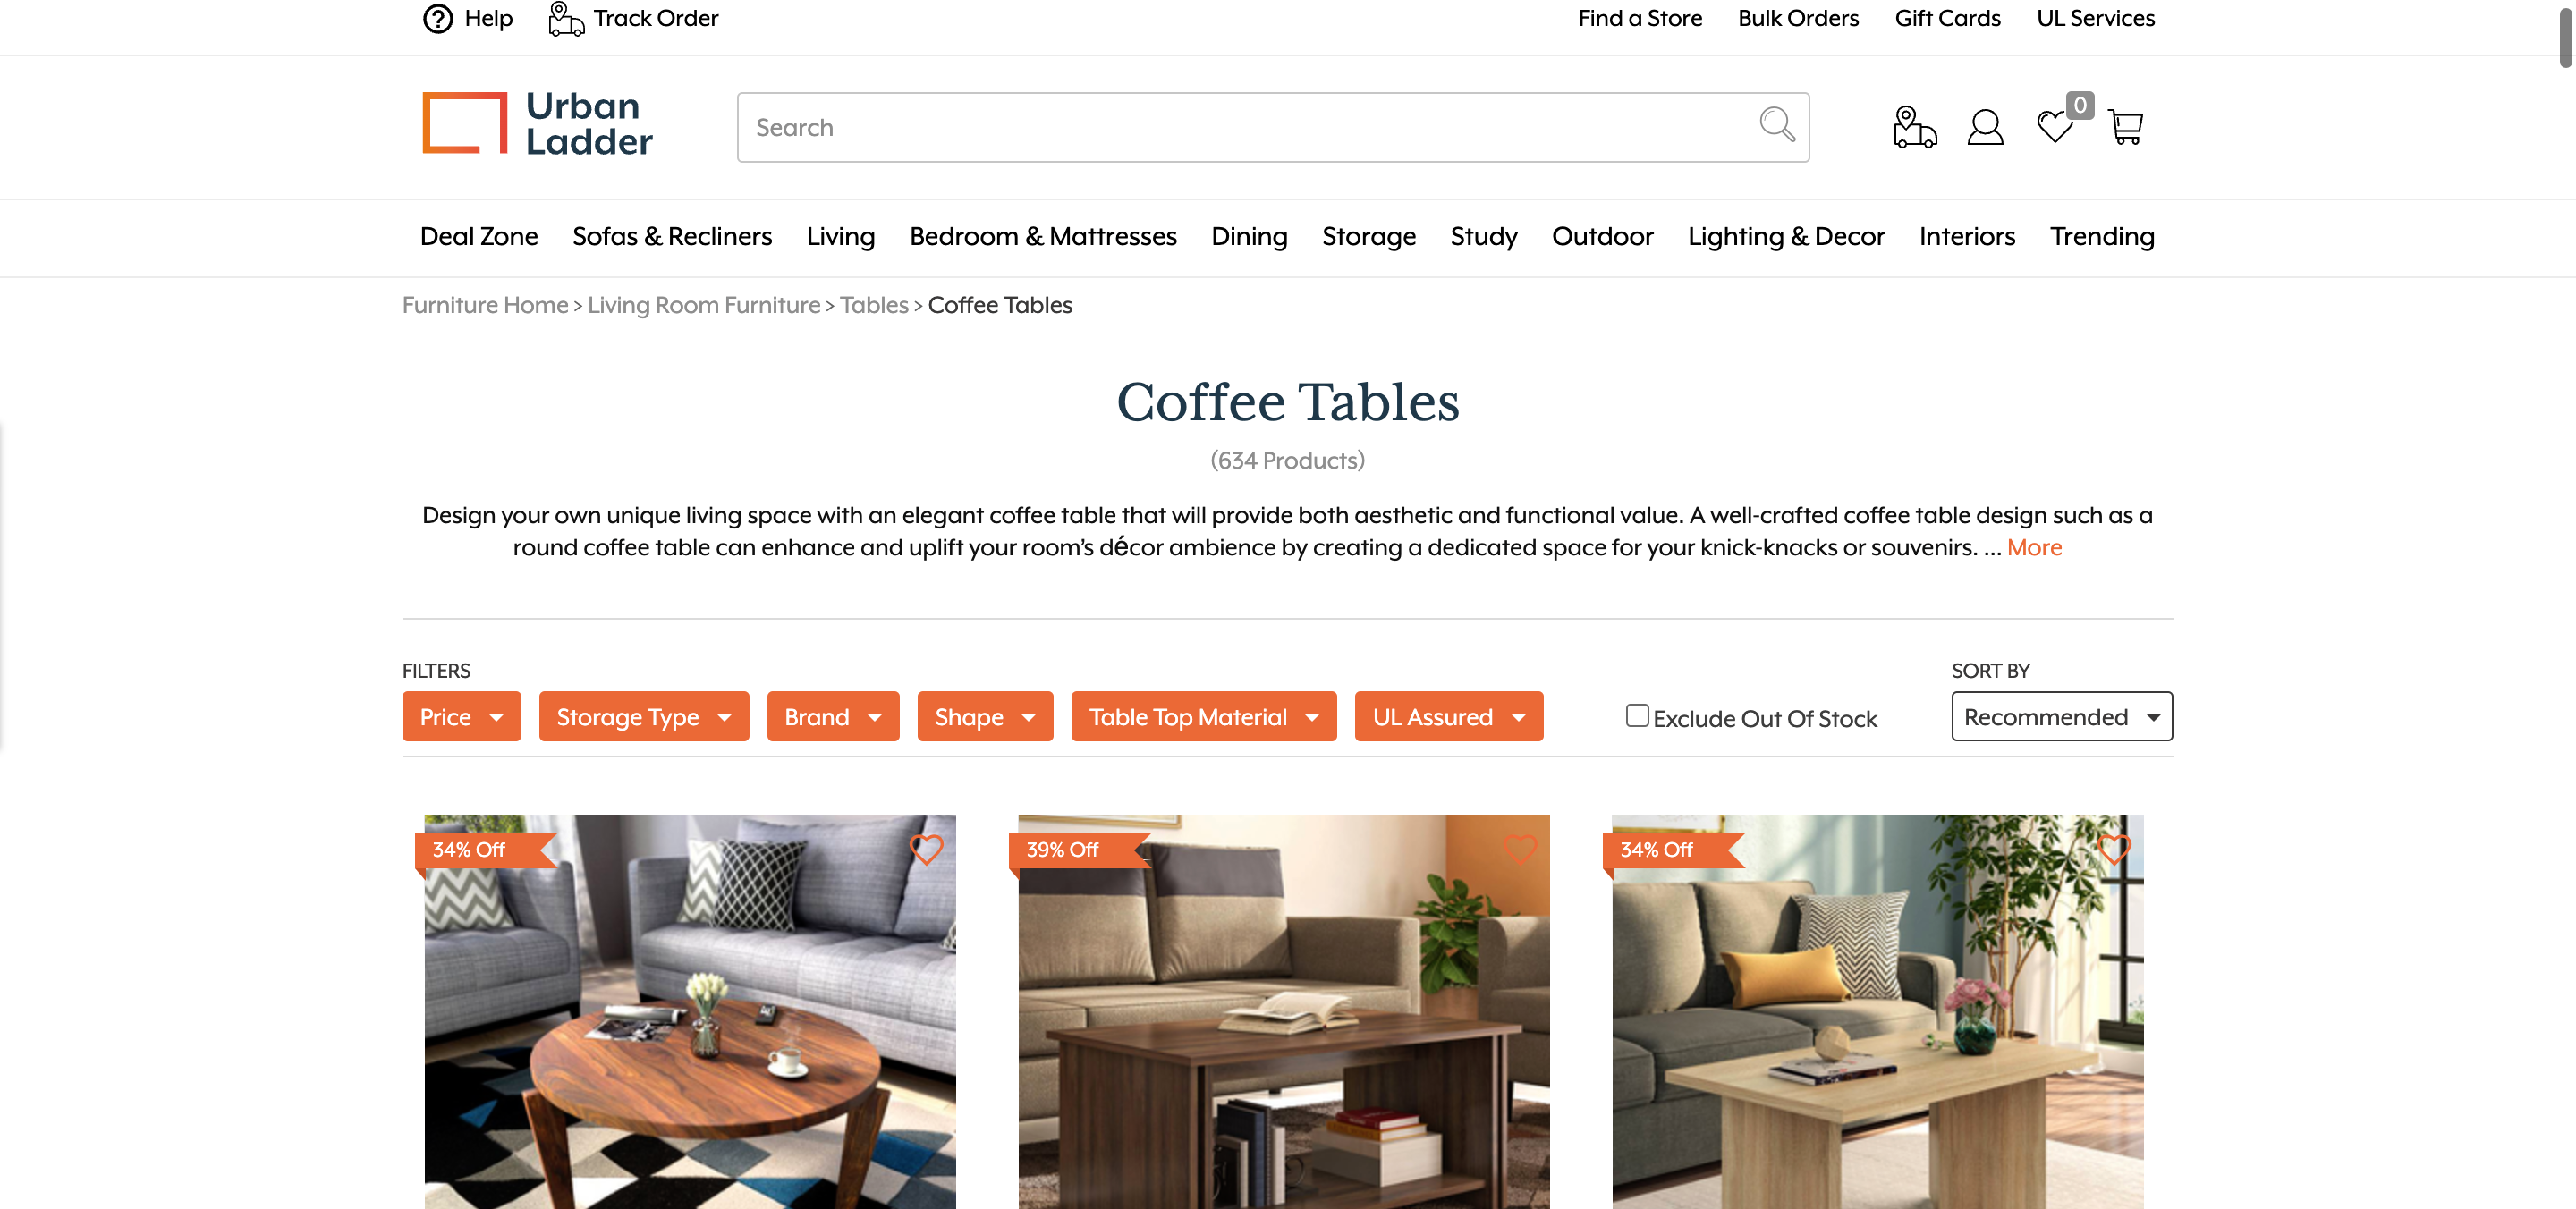 Help
Track Order
Find a Store
Bulk Orders
Gift Cards
UL Services
Urban
Ladder
Search
0
Deal Zone
Sofas & Recliners
Living
Bedroom & Mattresses
Dining
Storage
Study
Outdoor
Lighting & Decor
Interiors
Trending
Furniture Home > Living Room Furniture > Tables > Coffee Tables
Coffee Tables
(634 Products)
Design your own unique living space with an elegant coffee table that will provide both aesthetic and functional value. A well-crafted coffee table design such as a
round coffee table can enhance and uplift your room’s décor ambience by creating a dedicated space for your knick-knacks or souvenirs. ... More
FILTERS
SORT BY
Price
Storage Type
Brand
Shape
Table Top Material
UL Assured
Exclude Out Of Stock
Recommended
34% Off
39% Off
34% Off